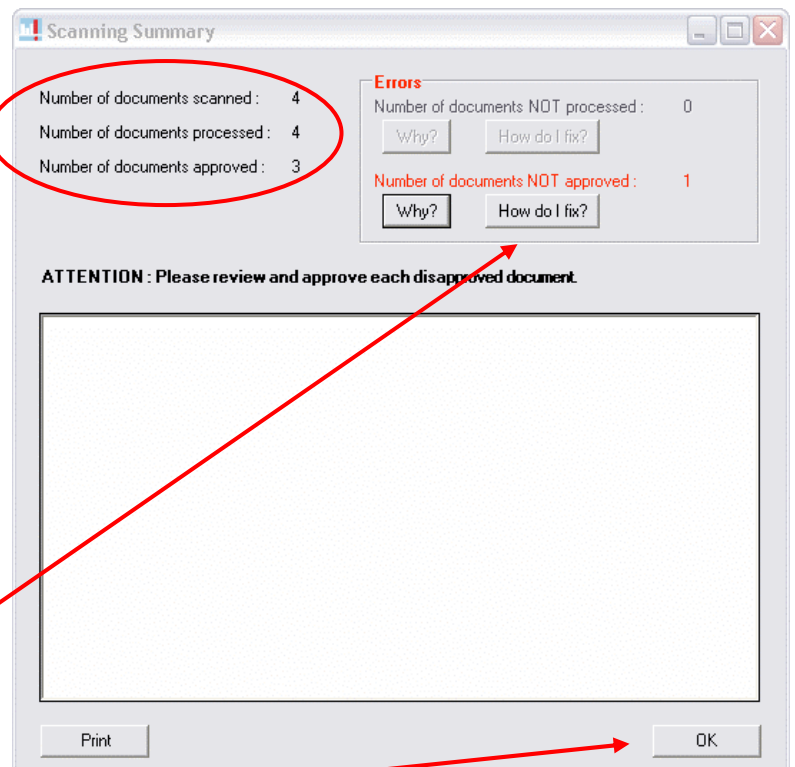 Scanning Summary
Number of documents scanned : 4
Number of documents processed : 4
Number of documents approved : 3
Errors
Number of documents NOT processed : 0
Why? How do I fix?
Number of documents NOT approved : 1
Why? How do I fix?
ATTENTION : Please review and approve each disapproved document.
Print OK